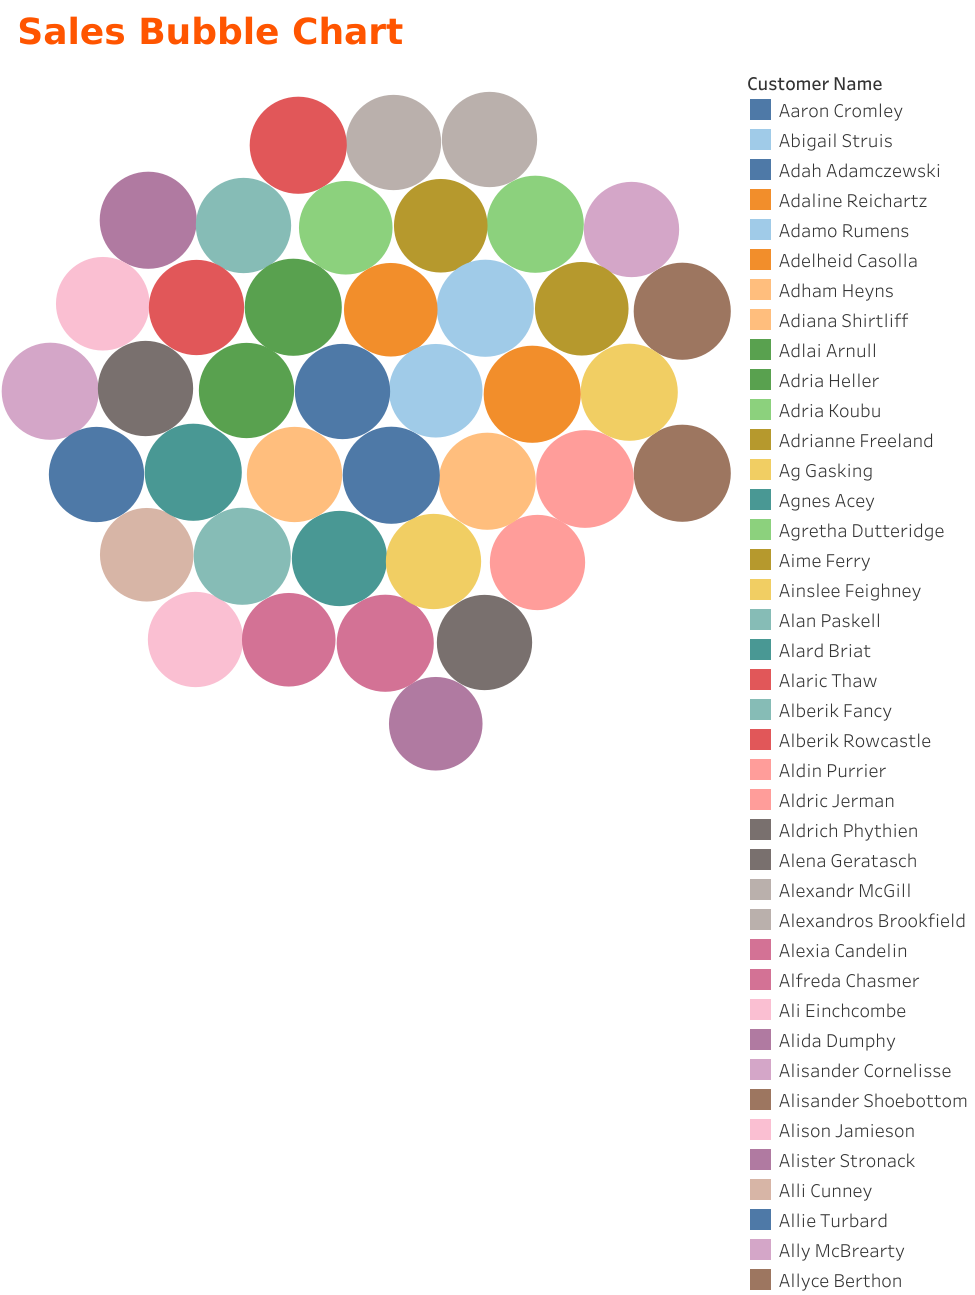 Sales Bubble Chart
Customer Name
Aaron Cromley
Abigail Struis
Adah Adamczewski
Adaline Reichartz
Adamo Rumens
Adelheid Casolla
Adham Heyns
Adiana Shirtliff
Adlai Arnull
Adria Heller
Adria Koubu
Adrianne Freeland
Ag Gasking
Agnes Acey
Agretha Dutteridge
Aime Ferry
Ainslee Feighney
Alan Paskell
Alard Briat
Alaric Thaw
Alberik Fancy
Alberik Rowcastle
Aldin Purrier
Aldric Jerman
Aldrich Phythien
Alena Geratasch
Alexandr McGill
Alexandros Brookfield
Alexia Candelin
Alfreda Chasmer
Ali Einchcombe
Alida Dumphy
Alisander Cornelisse
Alisander Shoebottom
Alison Jamieson
Alister Stronack
Alli Cunney
Allie Turbard
Ally McBrearty
Allyce Berthon